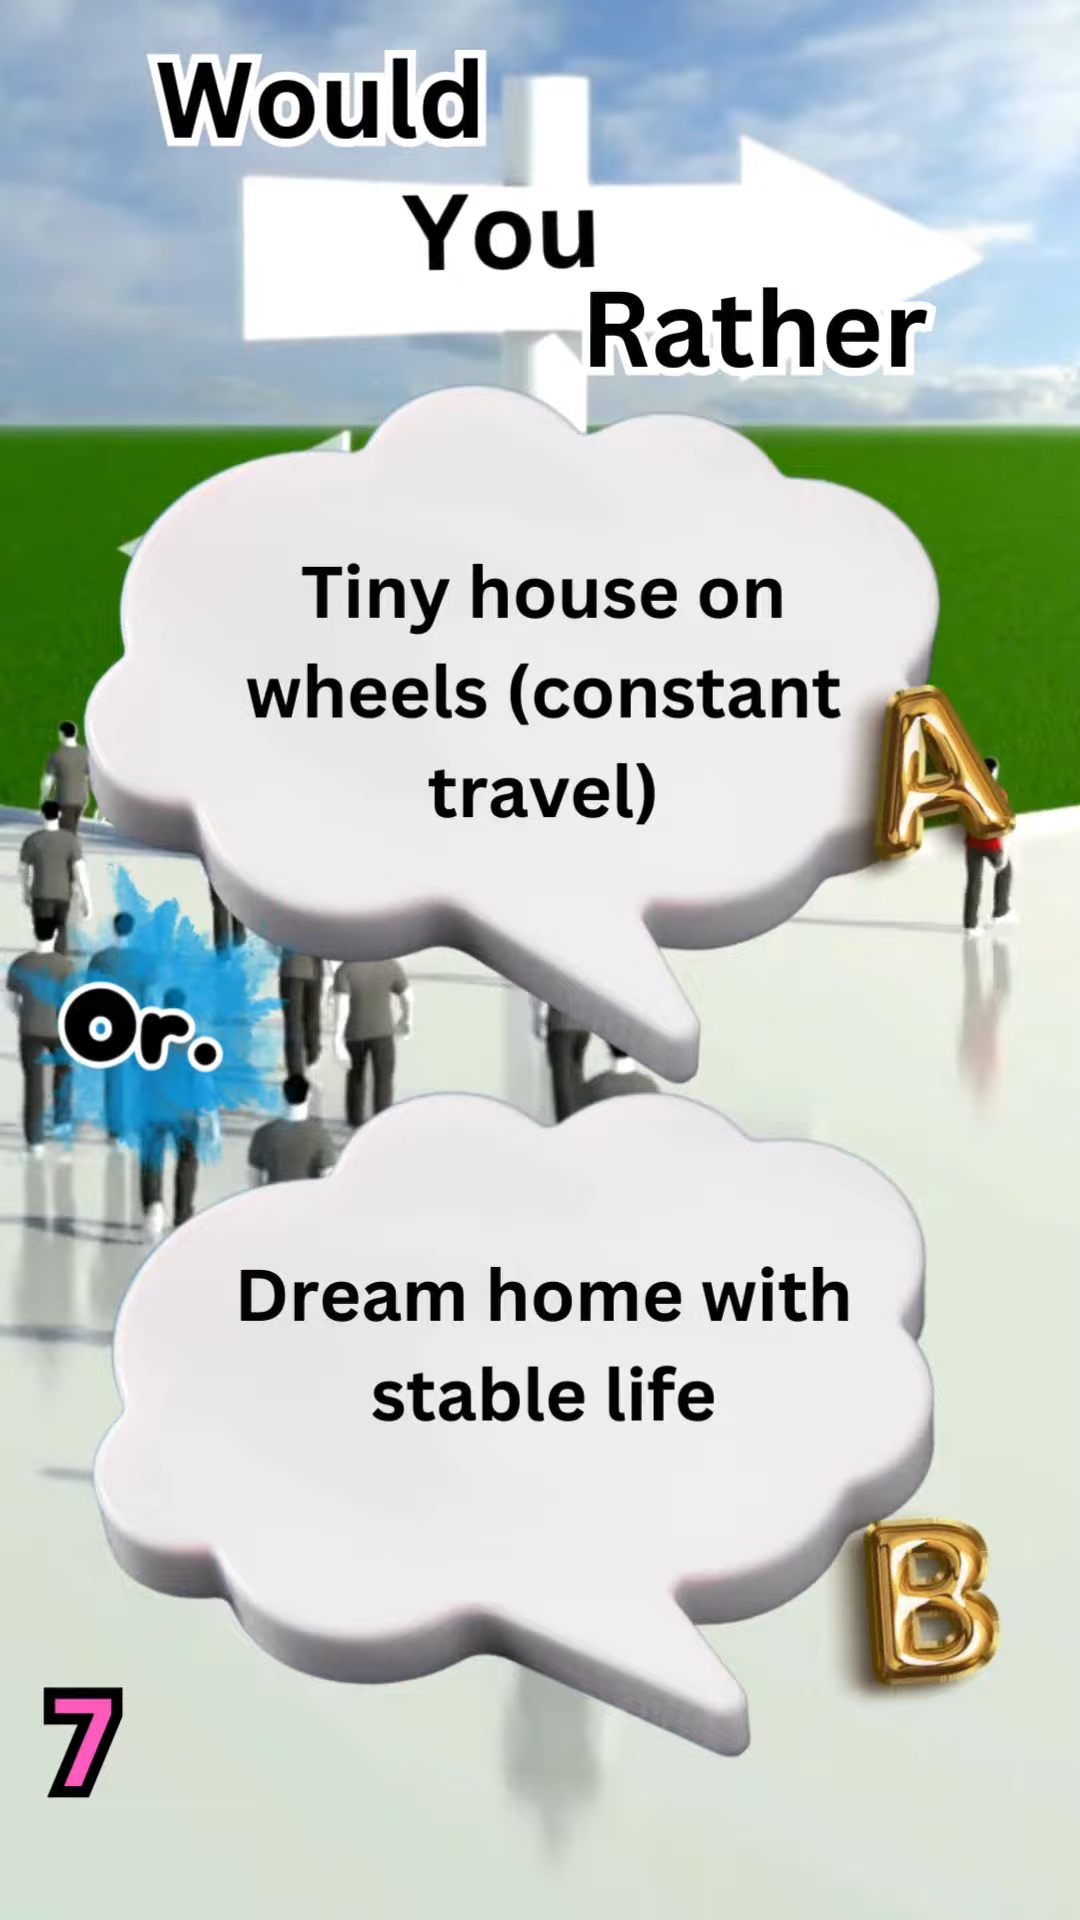 Would
You
Rather
Tiny house on
wheels (constant
travel)
A
Or.
Dream home with
stable life
B
7